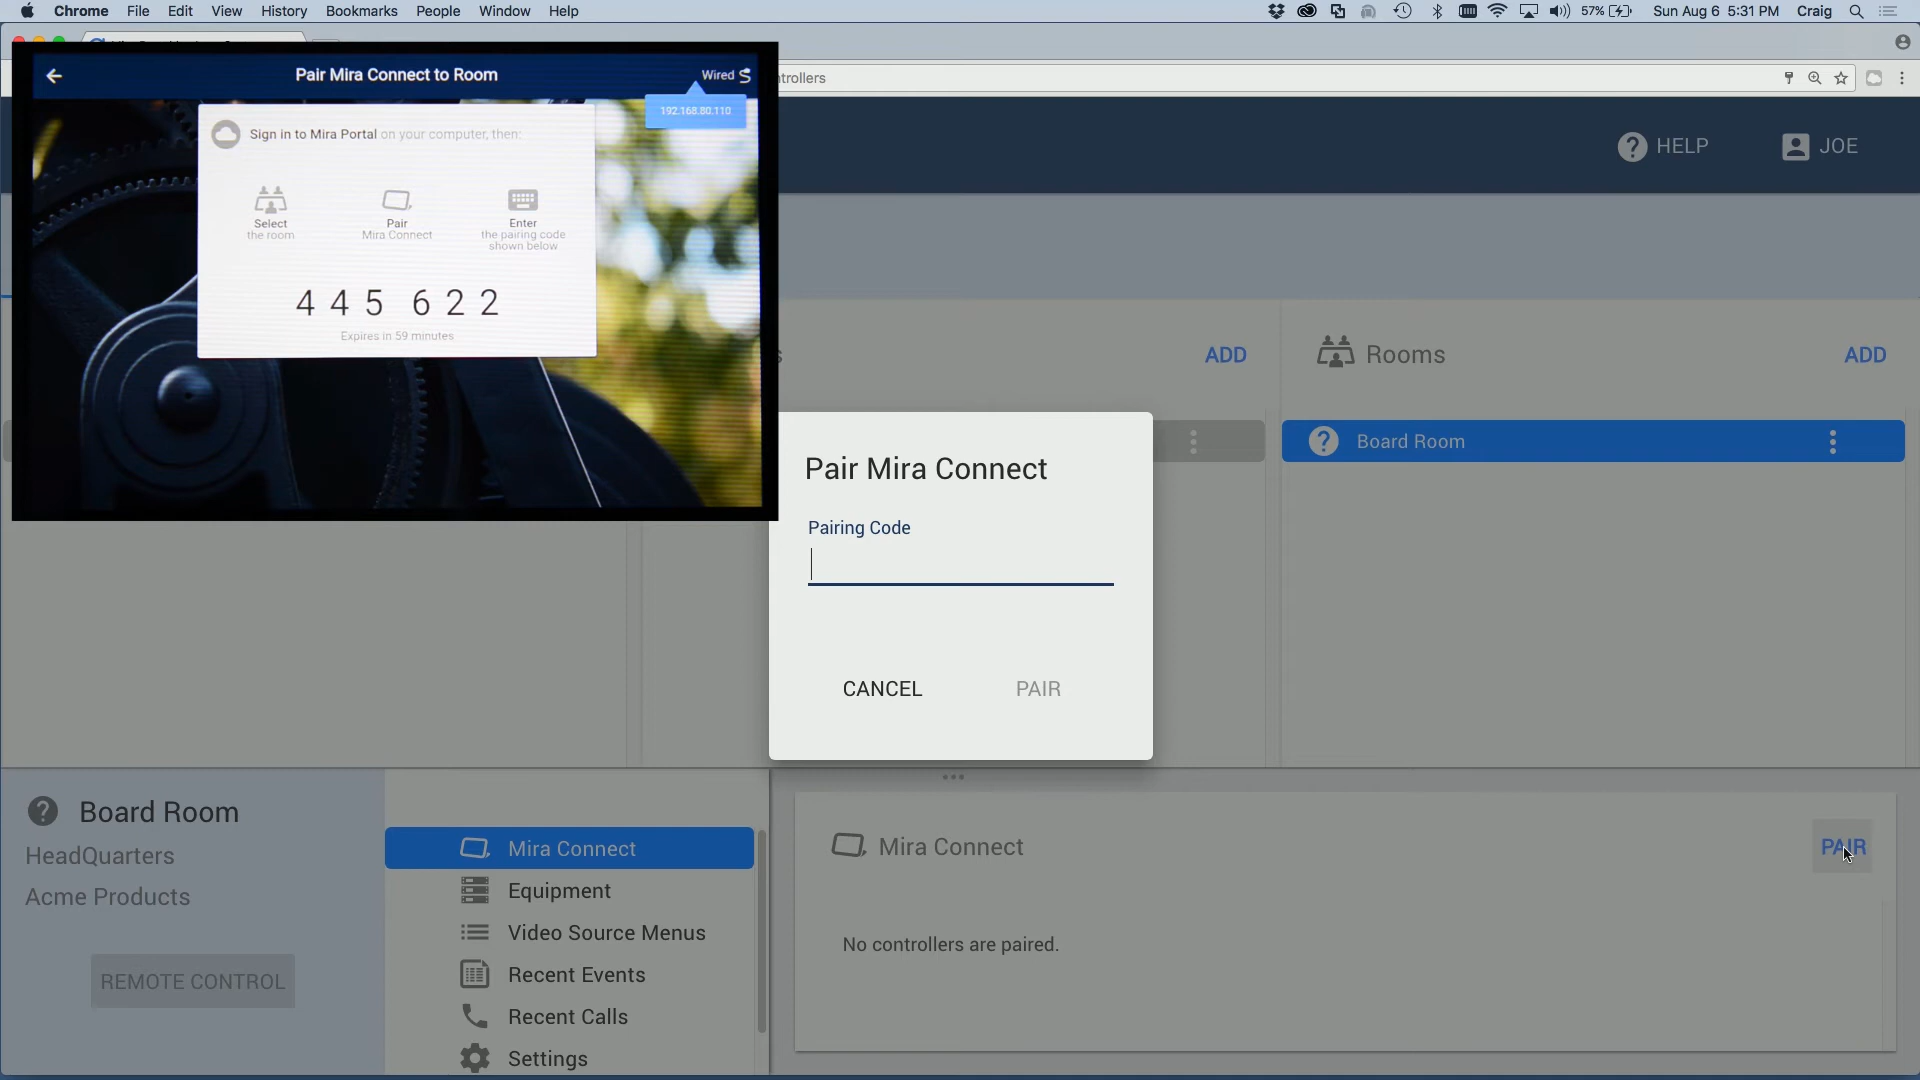 Chrome File Edit View History Bookmarks People Window Help
57% Sun Aug 6 5:31 PM Craig
Pair Mira Connect to Room
Wired
192.168.80.110
Sign in to Mira Portal on your computer, then:
Select
the room
Pair
Mira Connect
Enter
the pairing code
shown below
445 622
Expires in 59 minutes
trollers
HELP
JOE
s
ADD
Rooms
ADD
Board Room
Pair Mira Connect
Pairing Code
CANCEL
PAIR
Board Room
HeadQuarters
Acme Products
REMOTE CONTROL
Mira Connect
Equipment
Video Source Menus
Recent Events
Recent Calls
Settings
Mira Connect
PAIR
No controllers are paired.